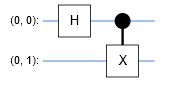 (0, 0): H
(0, 1): X